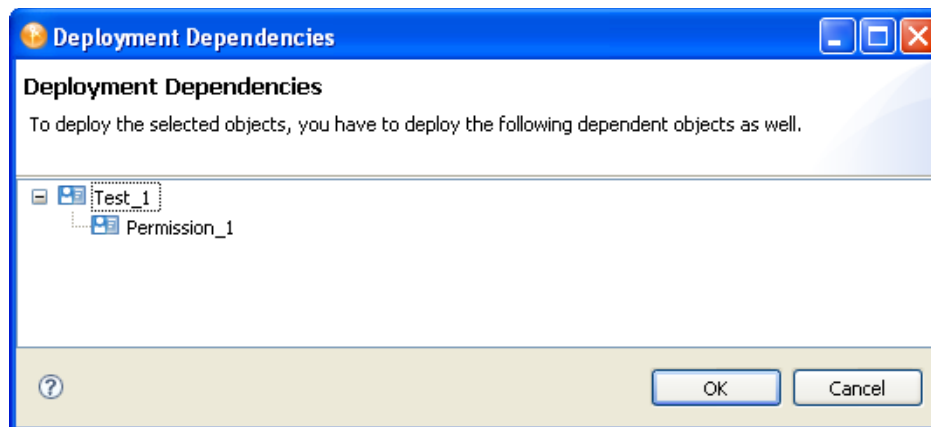 Deployment Dependencies
Deployment Dependencies
To deploy the selected objects, you have to deploy the following dependent objects as well.
Test_1
Permission_1
?
OK
Cancel